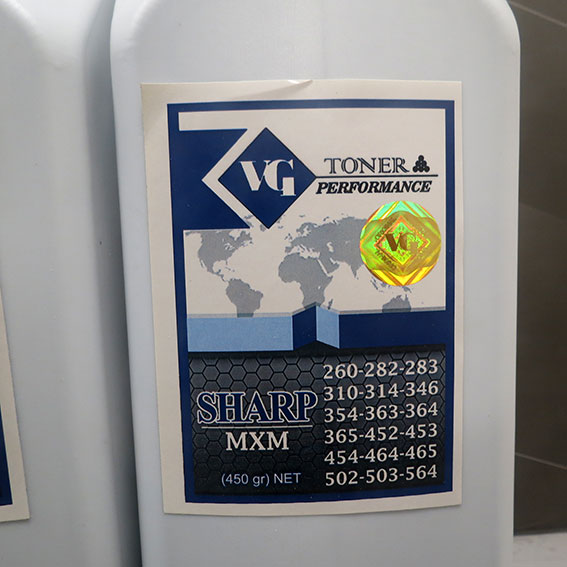 VG
TONER
PERFORMANCE
VG
SHARP
MXM
(450 gr) NET
260-282-283
310-314-346
354-363-364
365-452-453
454-464-465
502-503-564